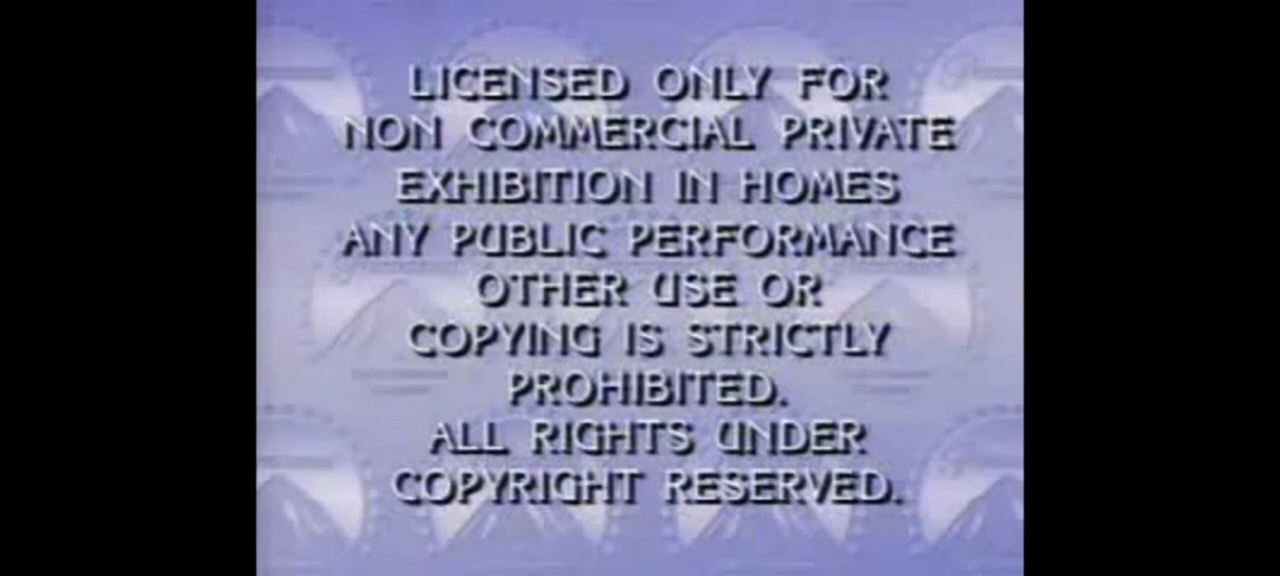 LICENSED ONLY FOR
NON COMMERCIAL PRIVATE
EXHIBITION IN HOMES
ANY PUBLIC PERFORMANCE
OTHER USE OR
COPYING IS STRICTLY
PROHIBITED.
ALL RIGHTS UNDER
COPYRIGHT RESERVED.